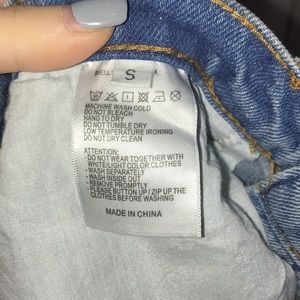 SHELL:
S
MACHINE WASH COLD
DO NOT BLEACH
HANG TO DRY
DO NOT TUMBLE DRY
LOW TEMPERATURE IRONING
DO NOT DRY CLEAN
ATTENTION:
- DO NOT WEAR TOGETHER WITH
WHITE/LIGHT COLOR CLOTHES
- WASH SEPARATELY
- WASH INSIDE OUT
- REMOVE PROMPTLY
- PLEASE BUTTON UP / ZIP UP THE
CLOTHES BEFORE WASHING
MADE IN CHINA